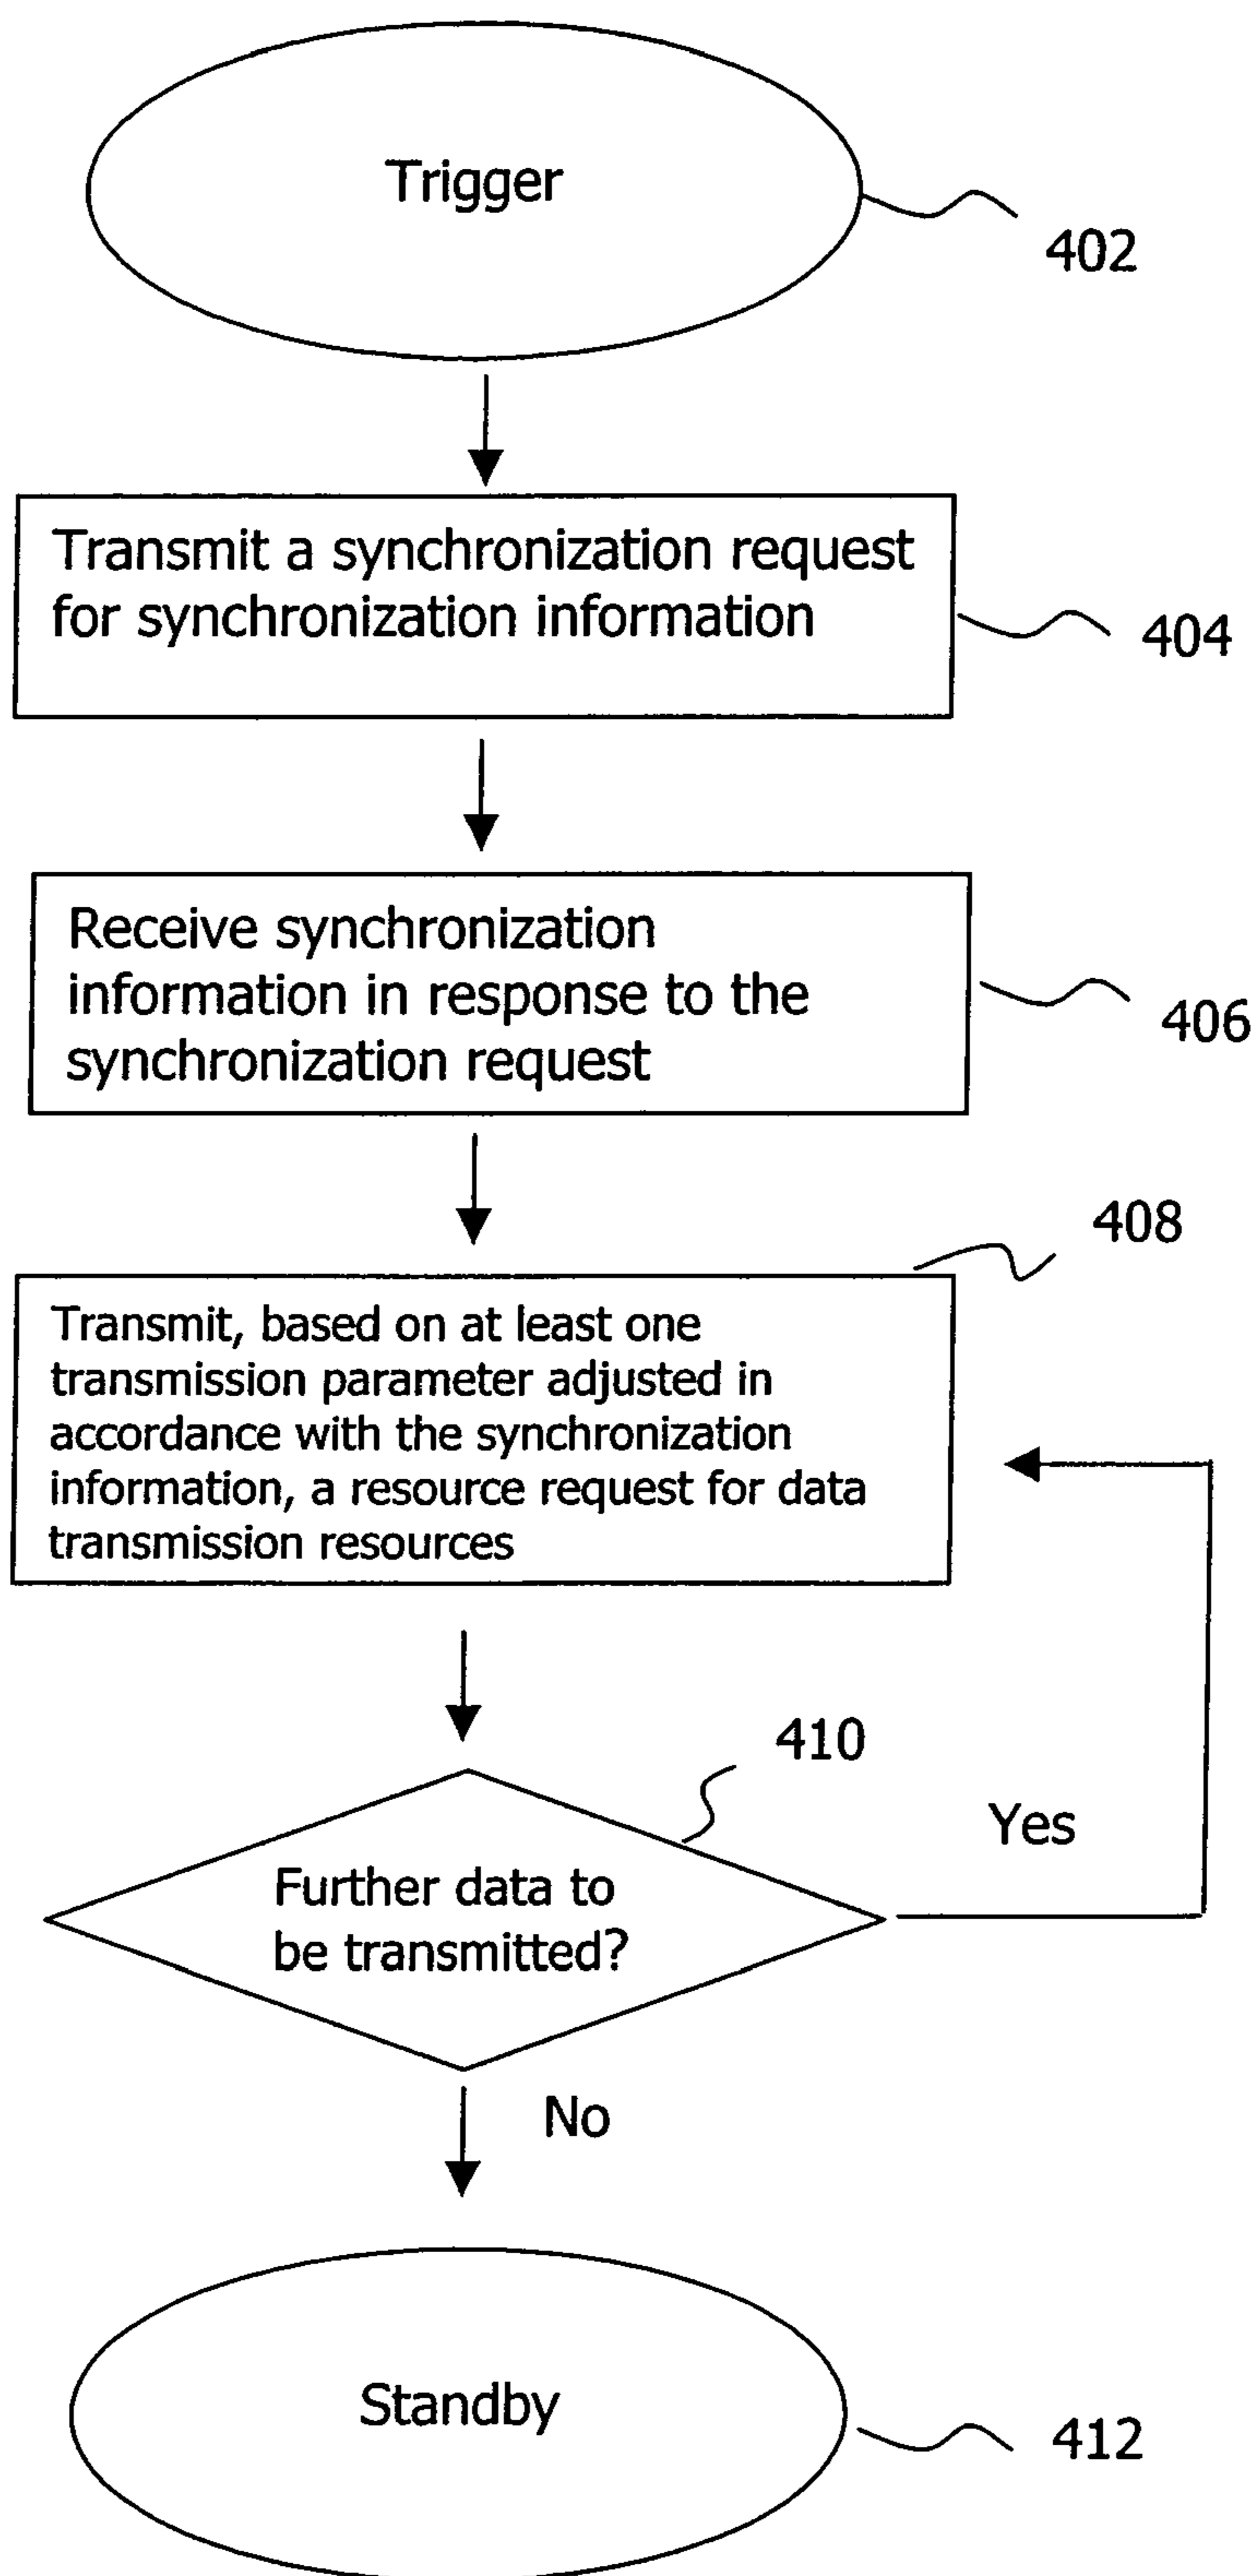 Trigger
402
Transmit a synchronization request
for synchronization information
404
Receive synchronization
information in response to the
synchronization request
406
408
Transmit, based on at least one
transmission parameter adjusted in
accordance with the synchronization
information, a resource request for data
transmission resources
410
Yes
Further data to
be transmitted?
No
Standby
412